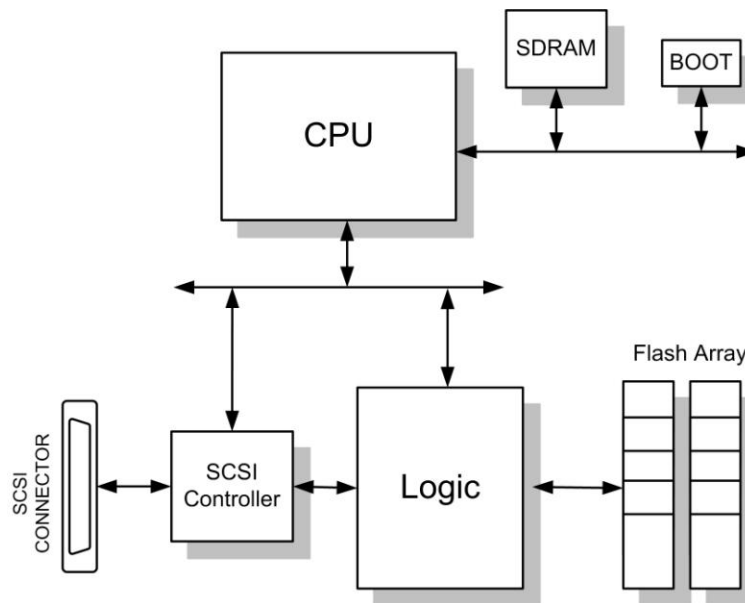 SDRAM
BOOT
CPU
Flash Array
SCSI
CONNECTOR
SCSI
Controller
Logic